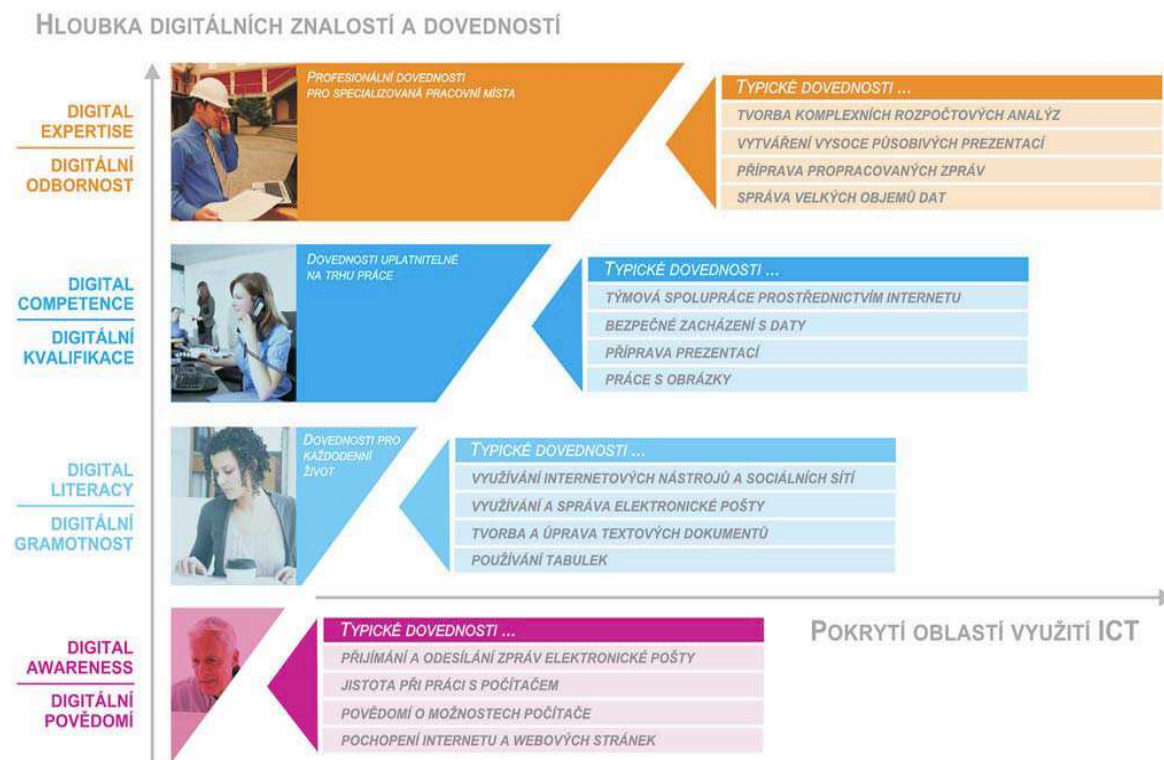 HLOUBKA DIGITÁLNÍCH ZNALOSTÍ A DOVEDNOSTÍ
DIGITAL
EXPERTISE
DIGITÁLNÍ
ODBORNOST
PROFESIONÁLNÍ DOVEDNOSTI
PRO SPECIALIZOVANÁ PRACOVNÍ MÍSTA
TYPICKÉ DOVEDNOSTI ...
TVORBA KOMPLEXNÍCH ROZPOČTOVÝCH ANALÝZ
VYTVÁŘENÍ VYSOCE PŮSOBIVÝCH PREZENTACÍ
PŘÍPRAVA PROPRACOVANÝCH ZPRÁV
SPRÁVA VELKÝCH OBJEMŮ DAT
DIGITAL
COMPETENCE
DIGITÁLNÍ
KVALIFIKACE
DOVEDNOSTI UPLATNITELNÉ
NA TRHU PRÁCE
TYPICKÉ DOVEDNOSTI ...
TÝMOVÁ SPOLUPRÁCE PROSTŘEDNICTVÍM INTERNETU
BEZPEČNÉ ZACHÁZENÍ S DATY
PŘÍPRAVA PREZENTACÍ
PRÁCE S OBRÁZKY
DIGITAL
LITERACY
DIGITÁLNÍ
GRAMOTNOST
DOVEDNOSTI PRO
KAŽDODENNÍ
ŽIVOT
TYPICKÉ DOVEDNOSTI ...
VYUŽÍVÁNÍ INTERNETOVÝCH NÁSTROJŮ A SOCIÁLNÍCH SÍTÍ
VYUŽÍVÁNÍ A SPRÁVA ELEKTRONICKÉ POŠTY
TVORBA A ÚPRAVA TEXTOVÝCH DOKUMENTŮ
POUŽÍVÁNÍ TABULEK
DIGITAL
AWARENESS
DIGITÁLNÍ
POVĚDOMÍ
TYPICKÉ DOVEDNOSTI ...
PŘIJÍMÁNÍ A ODESÍLÁNÍ ZPRÁV ELEKTRONICKÉ POŠTY
JISTOTA PŘI PRÁCI S POČÍTAČEM
POVĚDOMÍ O MOŽNOSTECH POČÍTAČE
POCHOPENÍ INTERNETU A WEBOVÝCH STRÁNEK
POKRYTÍ OBLASTÍ VYUŽITÍ ICT